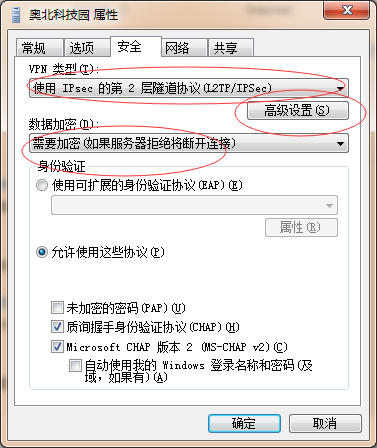 奥北科技园 属性
常规 选项 安全 网络 共享
VPN 类型(T):
使用 IPsec 的第 2 层隧道协议(L2TP/IPSec)
高级设置(S)
数据加密(D):
需要加密(如果服务器拒绝将断开连接)
身份验证
使用可扩展的身份验证协议(EAP)(E)
属性(R)
允许使用这些协议(P)
未加密的密码(PAP)(U)
质询握手身份验证协议(CHAP)(H)
Microsoft CHAP 版本 2 (MS-CHAP v2)(C)
自动使用我的 Windows 登录名称和密码(及
域,如果有)(A)
确定 取消